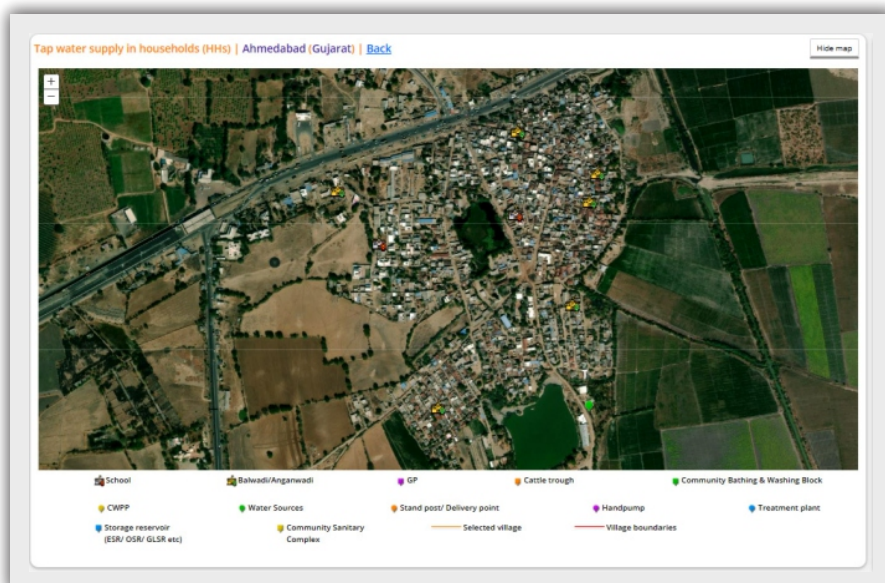 Tap water supply in households (HHs) | Ahmedabad (Gujarat) | Back
Hide map
+
−
School
Balwadi/Anganwadi
GP
Cattle trough
Community Bathing & Washing Block
CWPP
Water Sources
Stand post/ Delivery point
Handpump
Treatment plant
Storage reservoir
(ESR/ OSR/ GLSR etc)
Community Sanitary
Complex
Selected village
Village boundaries